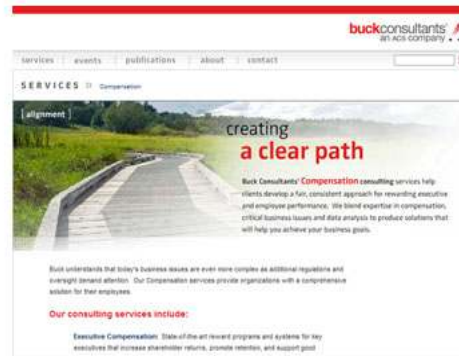 buckconsultants
an ACS company
services events publications about contact
SERVICES » Compensation
[ alignment ]
creating
a clear path
Buck Consultants' Compensation consulting services help
clients develop a fair, consistent approach for rewarding executive
and employee performance. We blend expertise in compensation,
critical business issues and data analysis to produce solutions that
will help you achieve your business goals.
Buck understands that today's business issues are even more complex as additional regulations and
oversight demand attention. Our Compensation services provide organizations with a comprehensive
solution for their employees.
Our consulting services include:
Executive Compensation: State-of-the-art reward programs and systems for key
executives that increase shareholder returns, promote retention, and support good